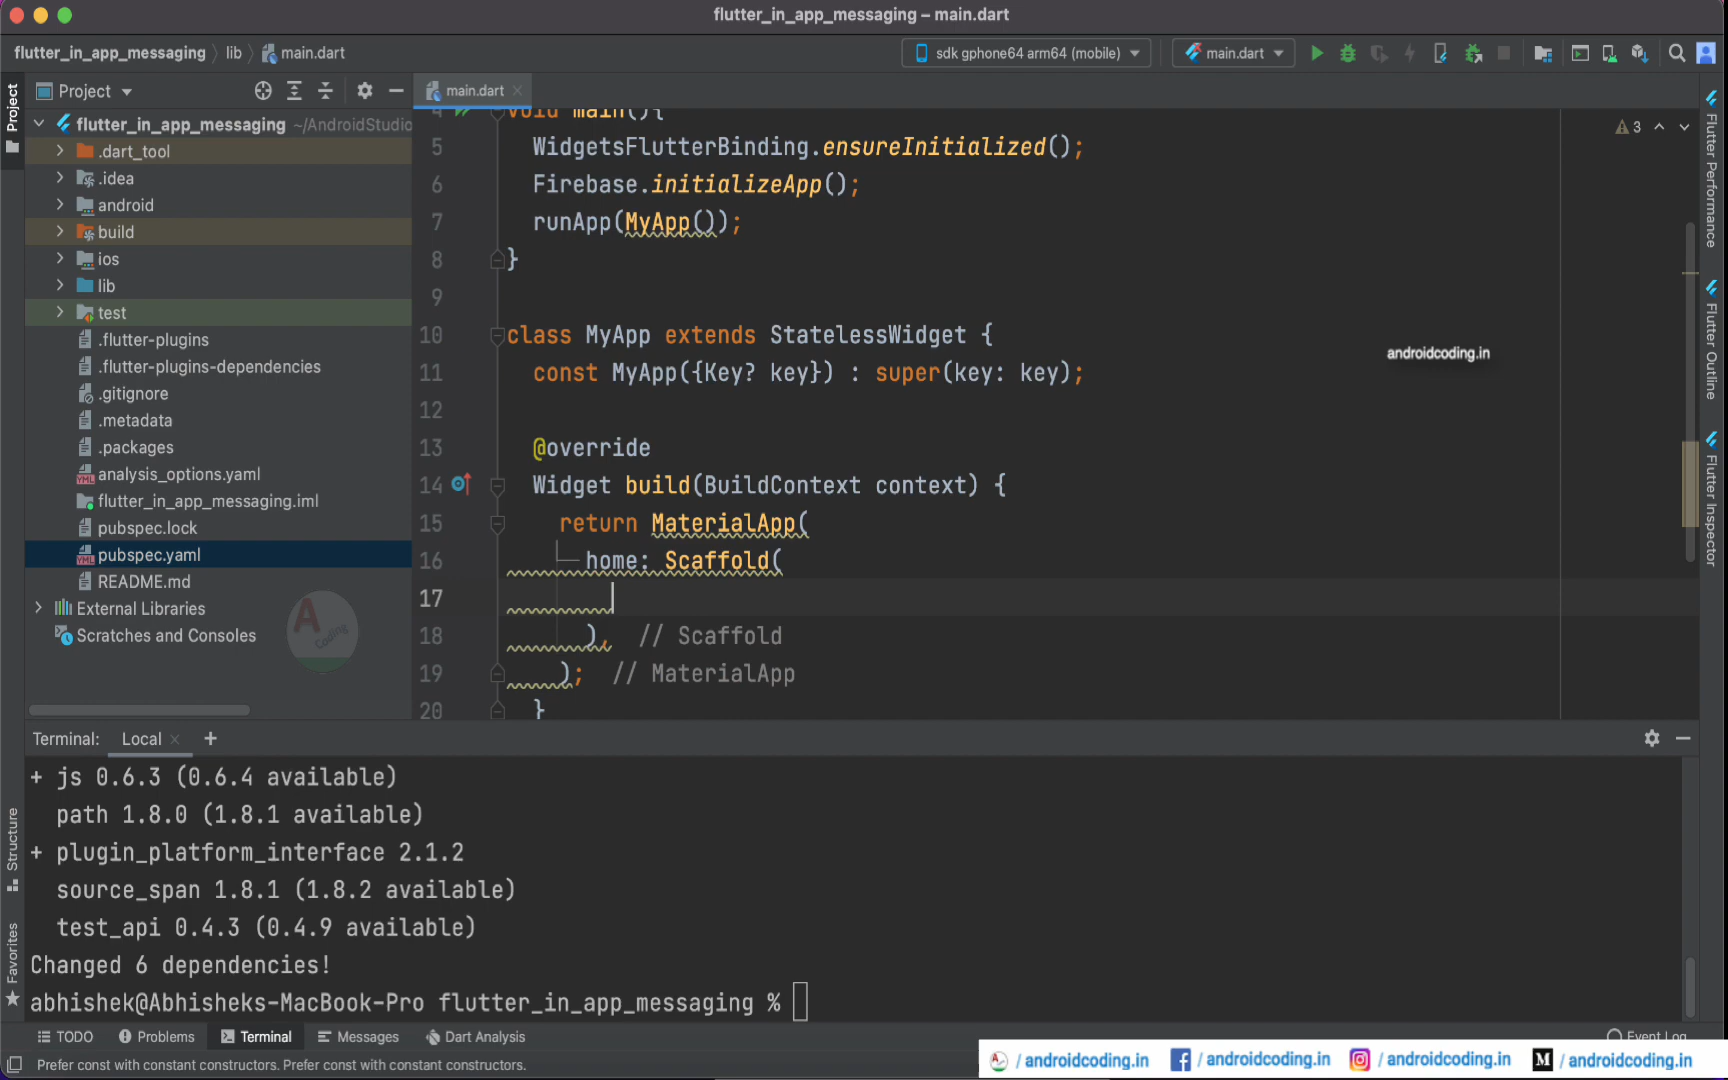 flutter_in_app_messaging – main.dart
flutter_in_app_messaging lib main.dart
sdk gphone64 arm64 (mobile) main.dart
Project
main.dart
Project
flutter_in_app_messaging ~/AndroidStudio
.dart_tool
.idea
android
build
ios
lib
test
.flutter-plugins
.flutter-plugins-dependencies
.gitignore
.metadata
.packages
analysis_options.yaml
flutter_in_app_messaging.iml
pubspec.lock
pubspec.yaml
README.md
External Libraries
Scratches and Consoles
A Coding
4 void main(){
5 WidgetsFlutterBinding.ensureInitialized();
6 Firebase.initializeApp();
7 runApp(MyApp());
8 }
9
10 class MyApp extends StatelessWidget {
11 const MyApp({Key? key}) : super(key: key);
12
13 @override
14 Widget build(BuildContext context) {
15 return MaterialApp(
16 home: Scaffold(
17
18 ), // Scaffold
19 ); // MaterialApp
20 }
3
androidcoding.in
Flutter Performance
Flutter Outline
Flutter Inspector
Terminal: Local +
+ js 0.6.3 (0.6.4 available)
path 1.8.0 (1.8.1 available)
+ plugin_platform_interface 2.1.2
source_span 1.8.1 (1.8.2 available)
test_api 0.4.3 (0.4.9 available)
Changed 6 dependencies!
abhishek@Abhisheks-MacBook-Pro flutter_in_app_messaging %
Structure
Favorites
TODO Problems Terminal Messages Dart Analysis Event Log
Prefer const with constant constructors. Prefer const with constant constructors.
/ androidcoding.in / androidcoding.in / androidcoding.in M / androidcoding.in